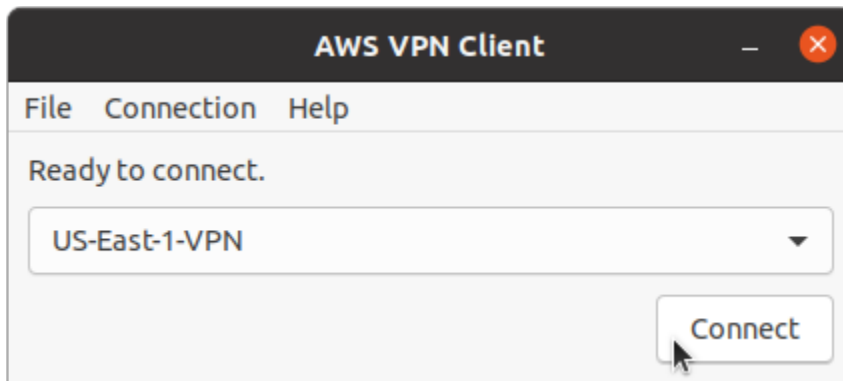 AWS VPN Client
File Connection Help
Ready to connect.
US-East-1-VPN
Connect